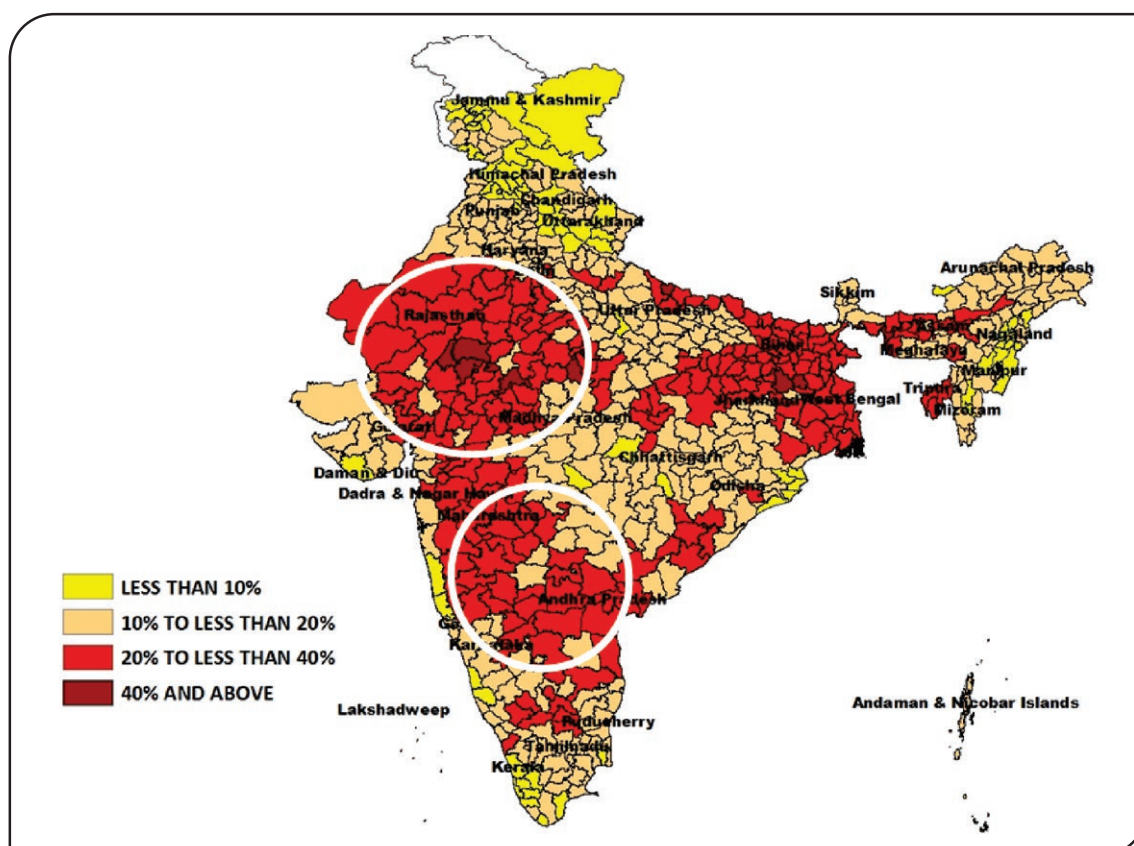 Jammu & Kashmir
Himachal Pradesh
Chandigarh
Punjab
Uttarakhand
Haryana
Arunachal Pradesh
Sikkim
Rajasthan
Uttar Pradesh
Assam
Nagaland
Bihar
Meghalaya
Manipur
Tripura
Jharkhand
West Bengal
Mizoram
Madhya Pradesh
Gujarat
Chhattisgarh
Daman & Diu
Odisha
Dadra & Nagar Hav
Maharashtra
LESS THAN 10%
Andhra Pradesh
10% TO LESS THAN 20%
Karnataka
20% TO LESS THAN 40%
40% AND ABOVE
Lakshadweep
Andaman & Nicobar Islands
Puducherry
Tamilnadu
Kerala